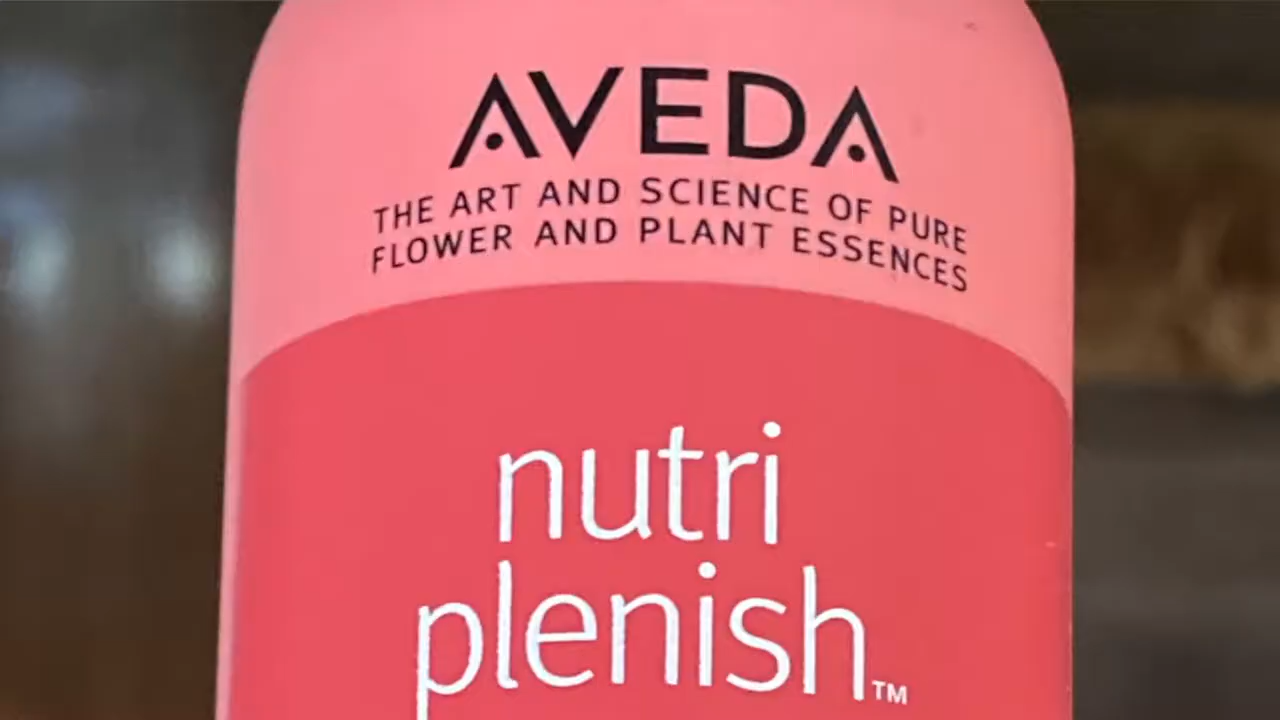 AVEDA
THE ART AND SCIENCE OF PURE
FLOWER AND PLANT ESSENCES
nutri
plenish™